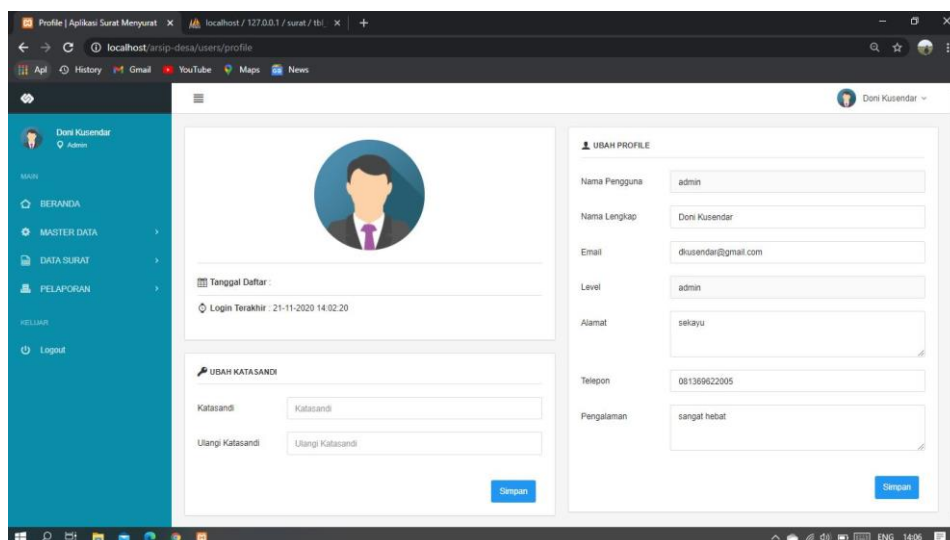 Profile | Aplikasi Surat Menyurat
localhost / 127.0.0.1 / surat / tbl_
localhost/arsip-desa/users/profile
Apl History Gmail YouTube Maps News
Doni Kusendar
Doni Kusendar
Admin
MAIN
BERANDA
MASTER DATA
DATA SURAT
PELAPORAN
KELUAR
Logout
Tanggal Daftar :
Login Terakhir : 21-11-2020 14:02:20
UBAH KATASANDI
Katasandi Katasandi
Ulangi Katasandi Ulangi Katasandi
Simpan
UBAH PROFILE
Nama Pengguna admin
Nama Lengkap Doni Kusendar
Email dkusendar@gmail.com
Level admin
Alamat sekayu
Telepon 081369622005
Pengalaman sangat hebat
Simpan
ENG 14:06